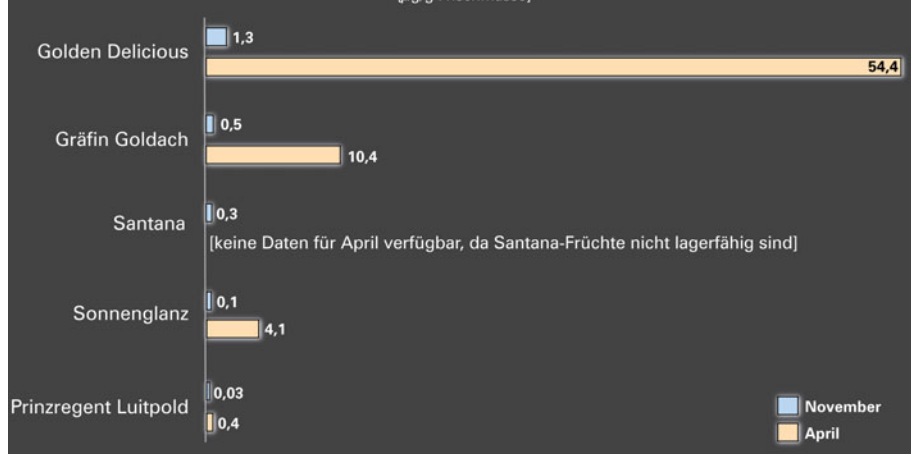 Golden Delicious
1,3
54,4
Gräfin Goldach
0,5
10,4
Santana
0,3
[keine Daten für April verfügbar, da Santana-Früchte nicht lagerfähig sind]
Sonnenglanz
0,1
4,1
Prinzregent Luitpold
0,03
0,4
November
April